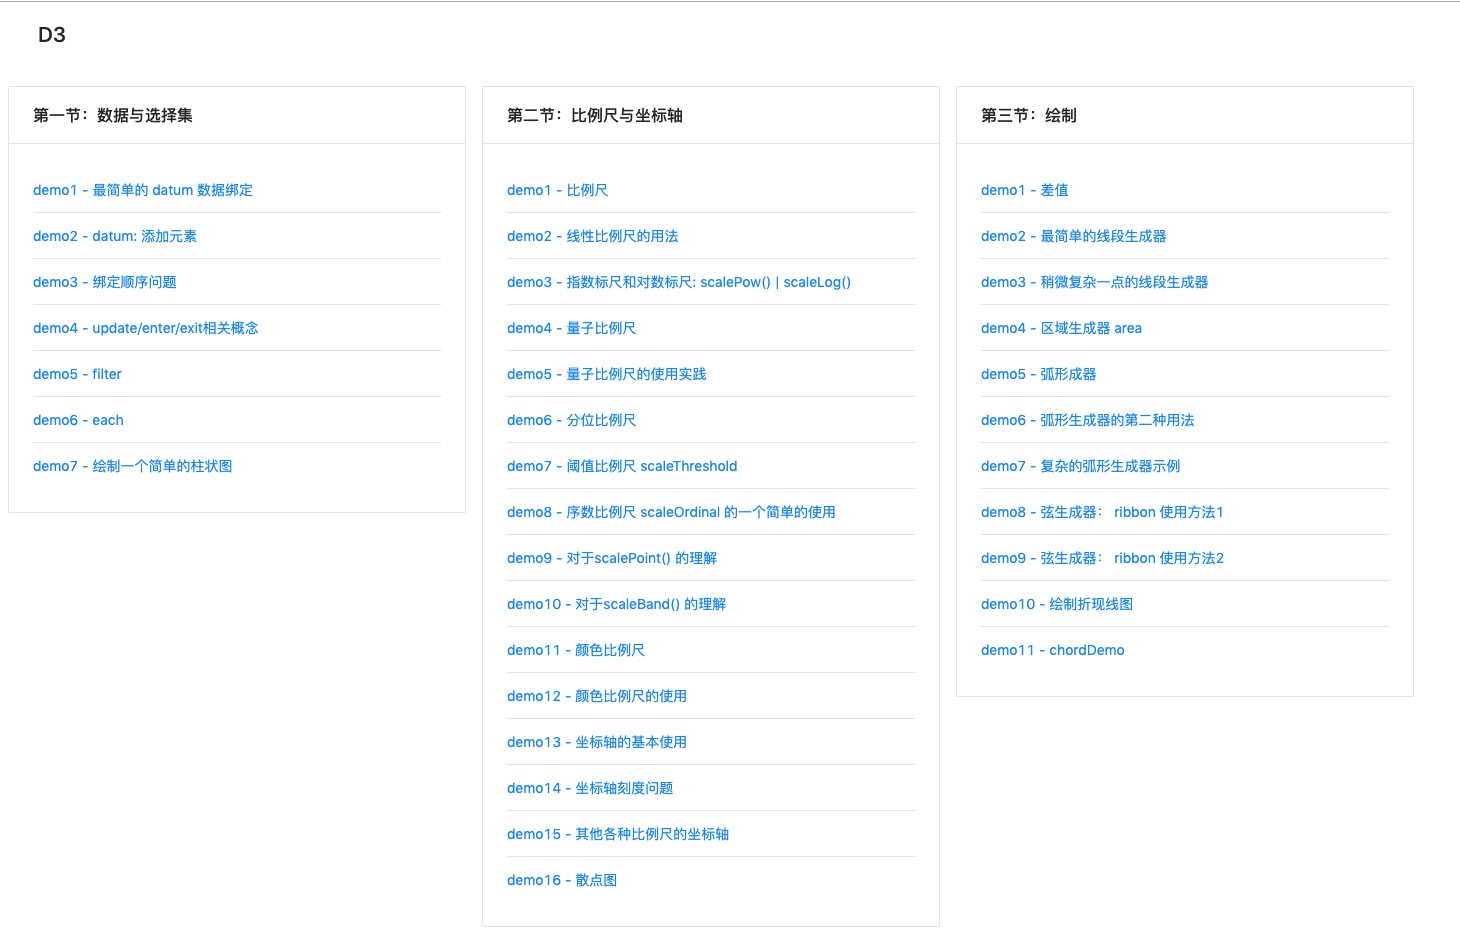 D3
第一节：数据与选择集
demo1 - 最简单的 datum 数据绑定
demo2 - datum: 添加元素
demo3 - 绑定顺序问题
demo4 - update/enter/exit相关概念
demo5 - filter
demo6 - each
demo7 - 绘制一个简单的柱状图
第二节：比例尺与坐标轴
demo1 - 比例尺
demo2 - 线性比例尺的用法
demo3 - 指数标尺和对数标尺: scalePow() | scaleLog()
demo4 - 量子比例尺
demo5 - 量子比例尺的使用实践
demo6 - 分位比例尺
demo7 - 阈值比例尺 scaleThreshold
demo8 - 序数比例尺 scaleOrdinal 的一个简单的使用
demo9 - 对于scalePoint() 的理解
demo10 - 对于scaleBand() 的理解
demo11 - 颜色比例尺
demo12 - 颜色比例尺的使用
demo13 - 坐标轴的基本使用
demo14 - 坐标轴刻度问题
demo15 - 其他各种比例尺的坐标轴
demo16 - 散点图
第三节：绘制
demo1 - 差值
demo2 - 最简单的线段生成器
demo3 - 稍微复杂一点的线段生成器
demo4 - 区域生成器 area
demo5 - 弧形成器
demo6 - 弧形生成器的第二种用法
demo7 - 复杂的弧形生成器示例
demo8 - 弦生成器： ribbon 使用方法1
demo9 - 弦生成器： ribbon 使用方法2
demo10 - 绘制折现线图
demo11 - chordDemo